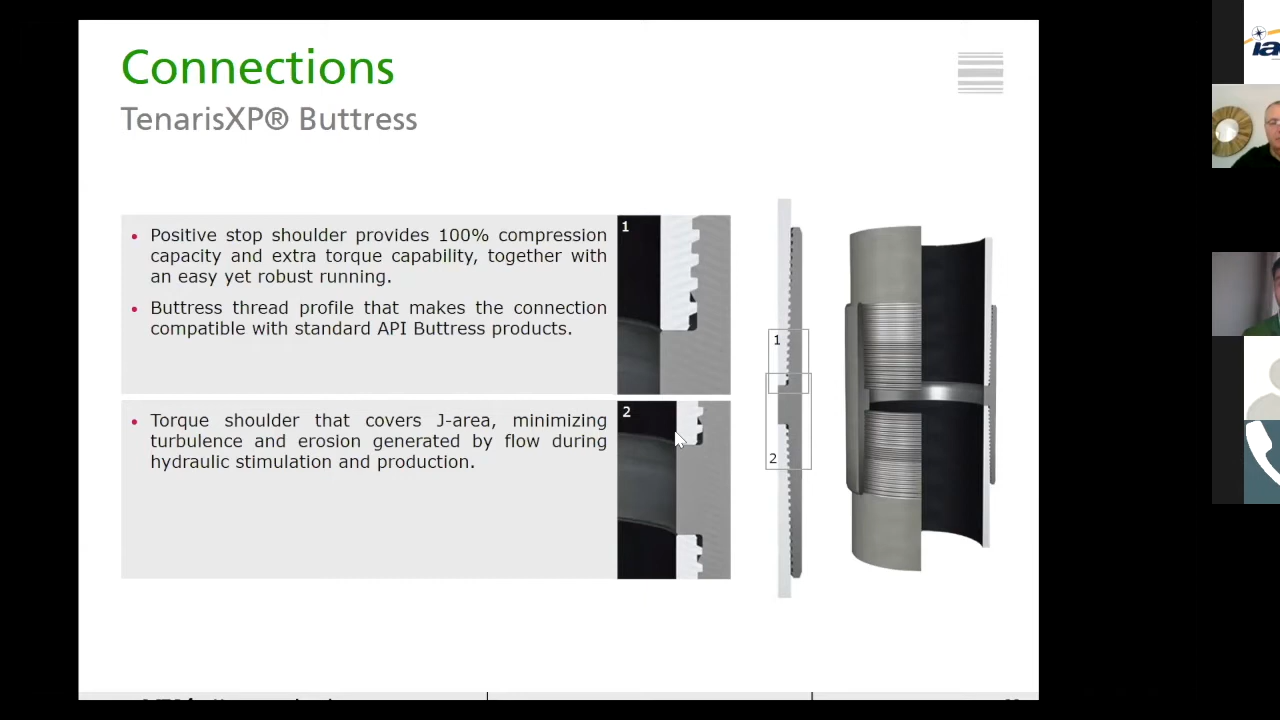 Connections
TenarisXP® Buttress
• Positive stop shoulder provides 100% compression
capacity and extra torque capability, together with
an easy yet robust running.
• Buttress thread profile that makes the connection
compatible with standard API Buttress products.
1
• Torque shoulder that covers J-area, minimizing
turbulence and erosion generated by flow during
hydraulic stimulation and production.
2
1
2